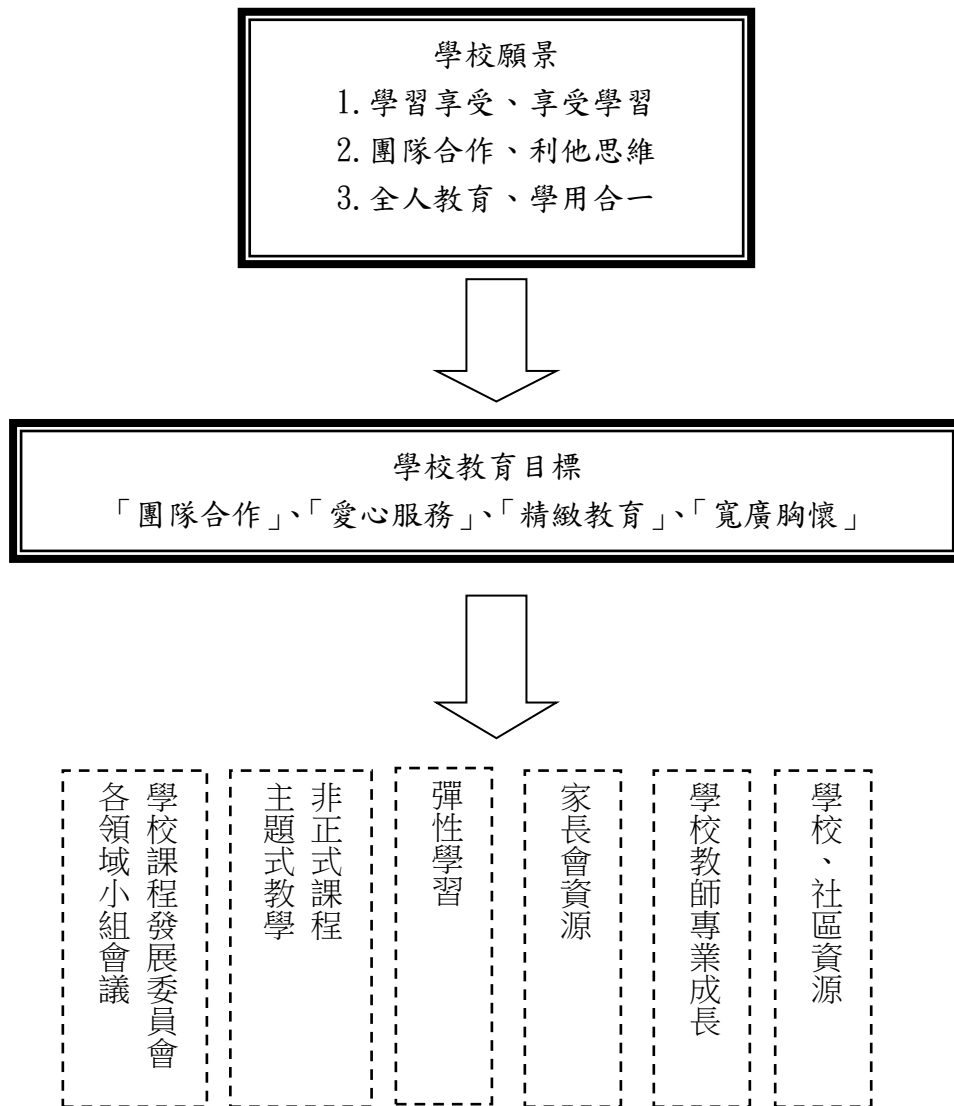 學校願景
1.學習享受、享受學習
2.團隊合作、利他思維
3.全人教育、學用合一
學校教育目標
「團隊合作」、「愛心服務」、「精緻教育」、「寬廣胸懷」
學校課程發展委員會
各領域小組會議
非正式課程
主題式教學
彈性學習
家長會資源
學校教師專業成長
學校、社區資源